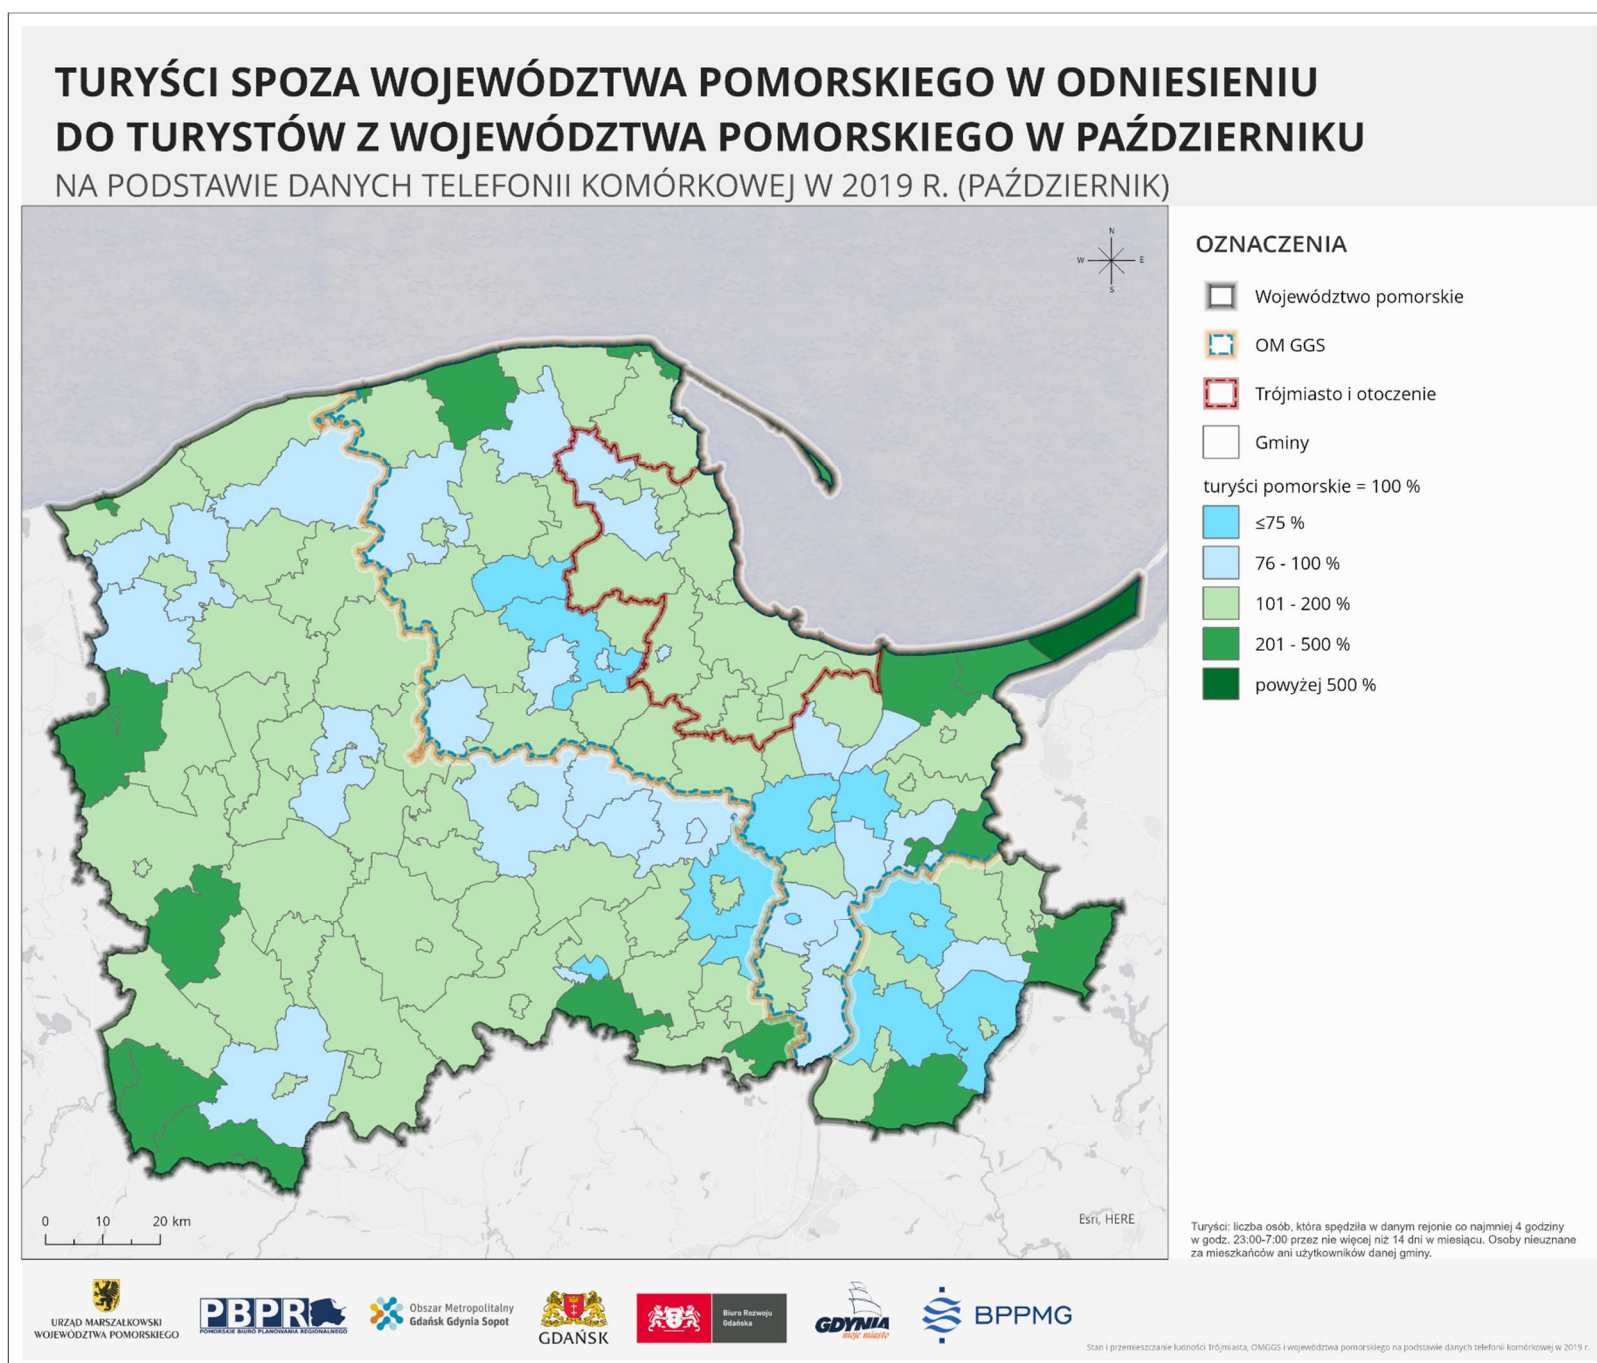 TURYŚCI SPOZA WOJEWÓDZTWA POMORSKIEGO W ODNIESIENIU
DO TURYSTÓW Z WOJEWÓDZTWA POMORSKIEGO W PAŹDZIERNIKU
NA PODSTAWIE DANYCH TELEFONII KOMÓRKOWEJ W 2019 R. (PAŹDZIERNIK)
N
W E
S
OZNACZENIA
Województwo pomorskie
OM GGS
Trójmiasto i otoczenie
Gminy
turyści pomorskie = 100 %
≤75 %
76 - 100 %
101 - 200 %
201 - 500 %
powyżej 500 %
0 10 20 km
Esri, HERE
Turyści: liczba osób, która spędziła w danym rejonie co najmniej 4 godziny
w godz. 23:00-7:00 przez nie więcej niż 14 dni w miesiącu. Osoby nieuznane
za mieszkańców ani użytkowników danej gminy.
URZĄD MARSZAŁKOWSKI
WOJEWÓDZTWA POMORSKIEGO
PBPR
POMORSKIE BIURO PLANOWANIA REGIONALNEGO
Obszar Metropolitalny
Gdańsk Gdynia Sopot
GDAŃSK
Biuro Rozwoju
Gdańska
GDYNIA
moje miasto
BPPMG
Stan i przemieszczanie ludności Trójmiasta, OMGGS i województwa pomorskiego na podstawie danych telefonii komórkowej w 2019 r.